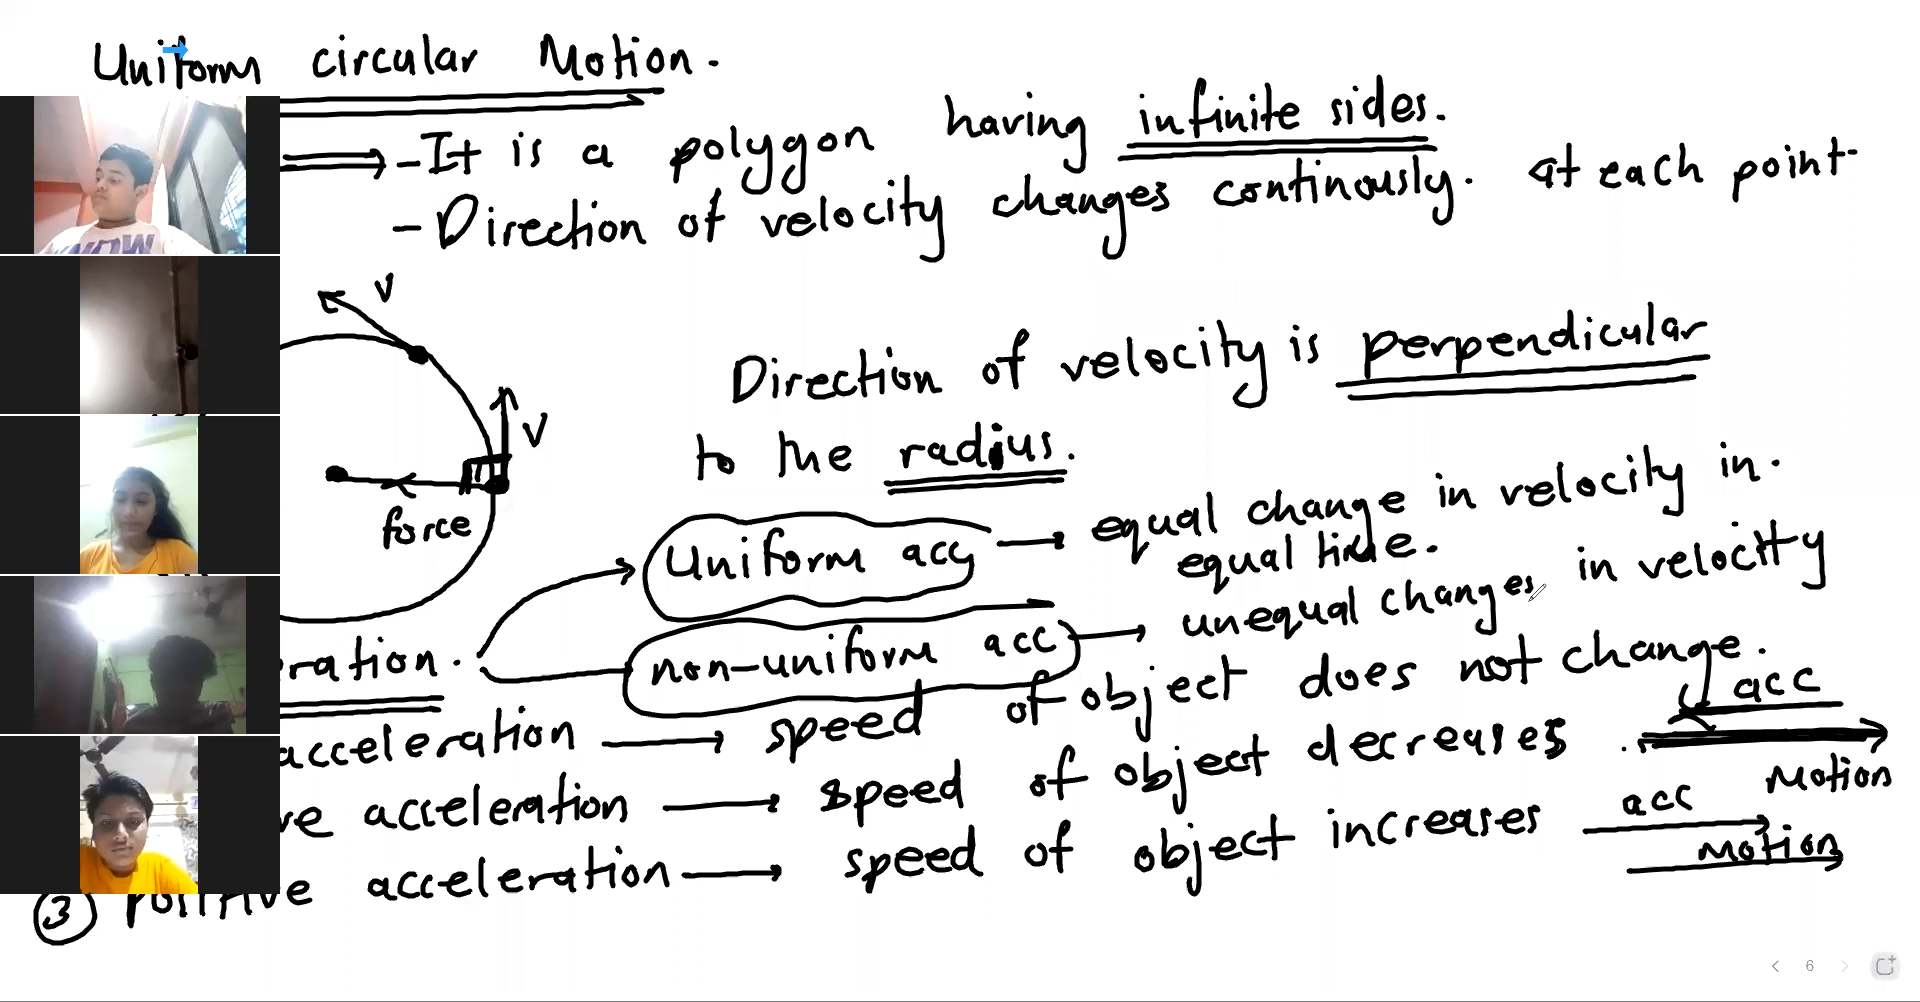 Uniform circular Motion.
-It is a polygon having infinite sides.
-Direction of velocity changes continously. at each point
v
V
force
Direction of velocity is perpendicular
to the radius.
Uniform acc → equal change in velocity in.
equal time.
ration.
non-uniform acc → unequal changes in velocity
acceleration → speed of object does not change.
ve acceleration → speed of object decreases
acc
Motion
③ Positive acceleration → speed of object increases
acc
Motion
6